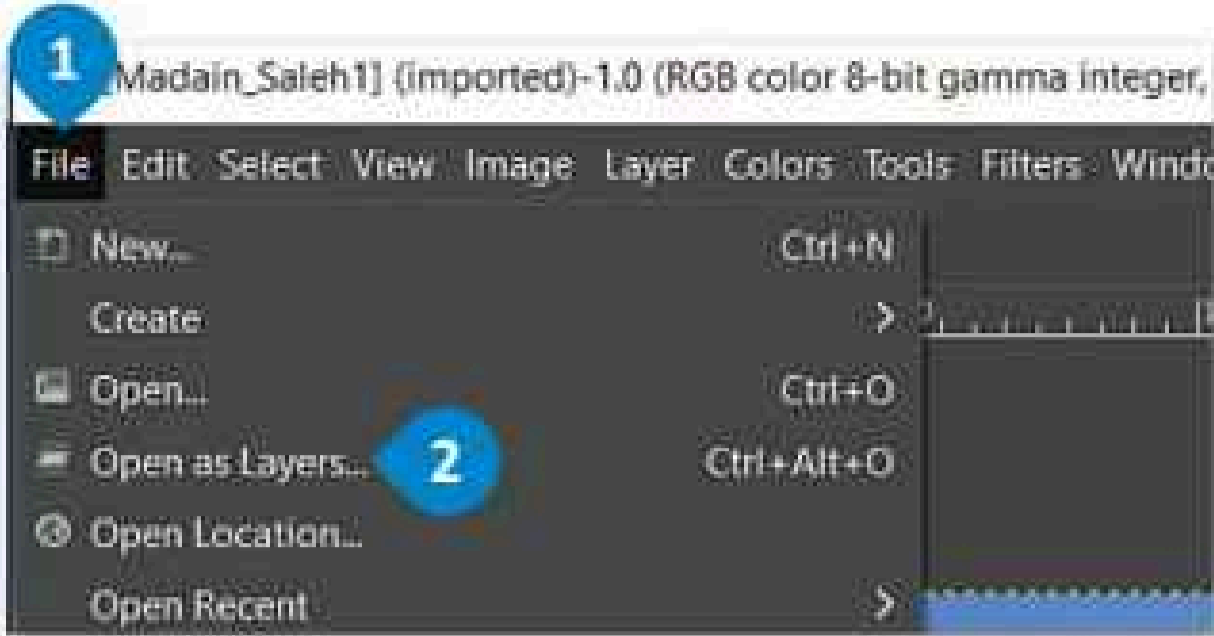 1
Madain_Saleh1] (imported)-1.0 (RGB color 8-bit gamma integer,
File Edit Select View Image Layer Colors Tools Filters Windo
New... Ctrl+N
Create
Open... Ctrl+O
Open as Layers... 2 Ctrl+Alt+O
Open Location...
Open Recent